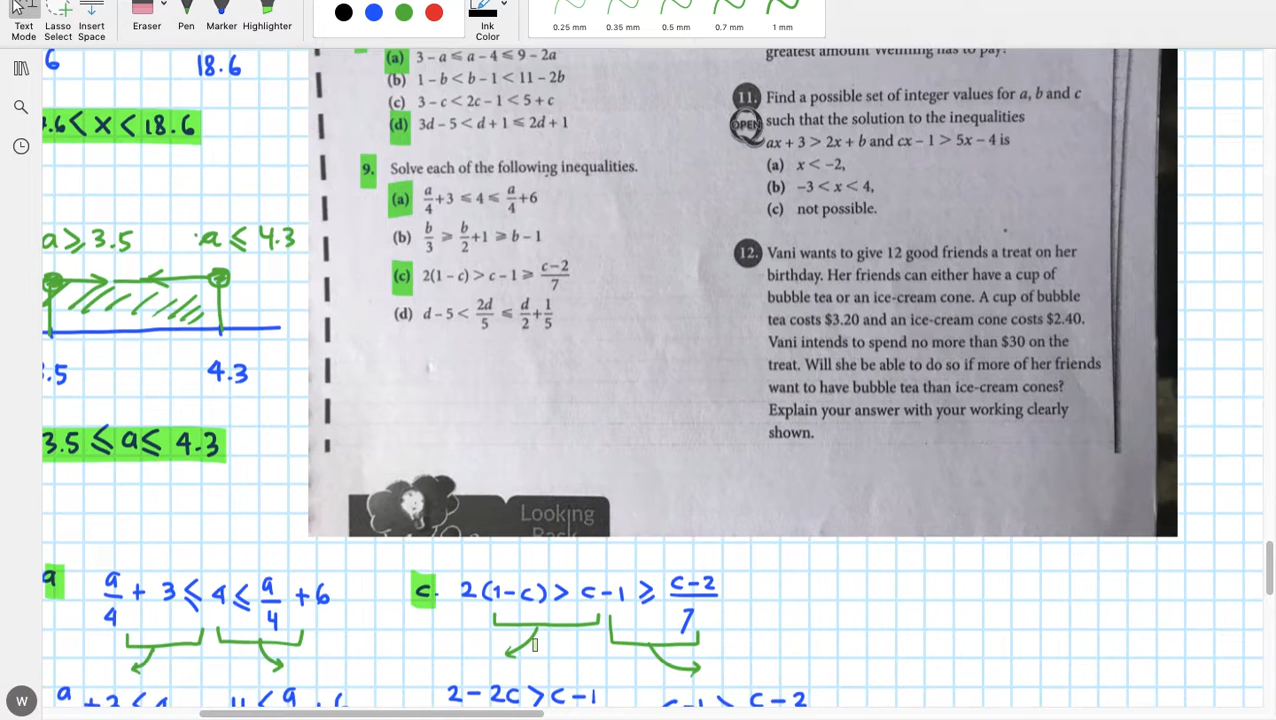 Text
Mode
Lasso
Select
Insert
Space
Eraser
Pen
Marker
Highlighter
Ink
Color
0.25 mm
0.35 mm
0.5 mm
0.7 mm
1 mm
6
18.6
.6 < x < 18.6
a ⩾ 3.5
a ⩽ 4.3
.5
4.3
3.5 ⩽ a ⩽ 4.3
(a) 3 – a ⩽ a – 4 ⩽ 9 – 2a
(b) 1 – b < b – 1 < 11 – 2b
(c) 3 – c < 2c – 1 < 5 + c
(d) 3d – 5 < d + 1 ⩽ 2d + 1
9. Solve each of the following inequalities.
(a) a/4 + 3 ⩽ 4 ⩽ a/4 + 6
(b) b/3 ⩾ b/2 + 1 ⩾ b – 1
(c) 2(1 – c) > c – 1 ⩾ c–2/7
(d) d – 5 < 2d/5 ⩽ d/2 + 1/5
greatest amount Weiming has to pay.
11. Find a possible set of integer values for a, b and c
OPEN such that the solution to the inequalities
ax + 3 > 2x + b and cx – 1 > 5x – 4 is
(a) x < –2,
(b) –3 < x < 4,
(c) not possible.
12. Vani wants to give 12 good friends a treat on her
birthday. Her friends can either have a cup of
bubble tea or an ice-cream cone. A cup of bubble
tea costs $3.20 and an ice-cream cone costs $2.40.
Vani intends to spend no more than $30 on the
treat. Will she be able to do so if more of her friends
want to have bubble tea than ice-cream cones?
Explain your answer with your working clearly
shown.
Looking
Back
a
a/4 + 3 ⩽ 4 ⩽ a/4 + 6
c. 2(1–c) > c–1 ⩾ c–2/7
2 – 2c > c–1
c–2
W